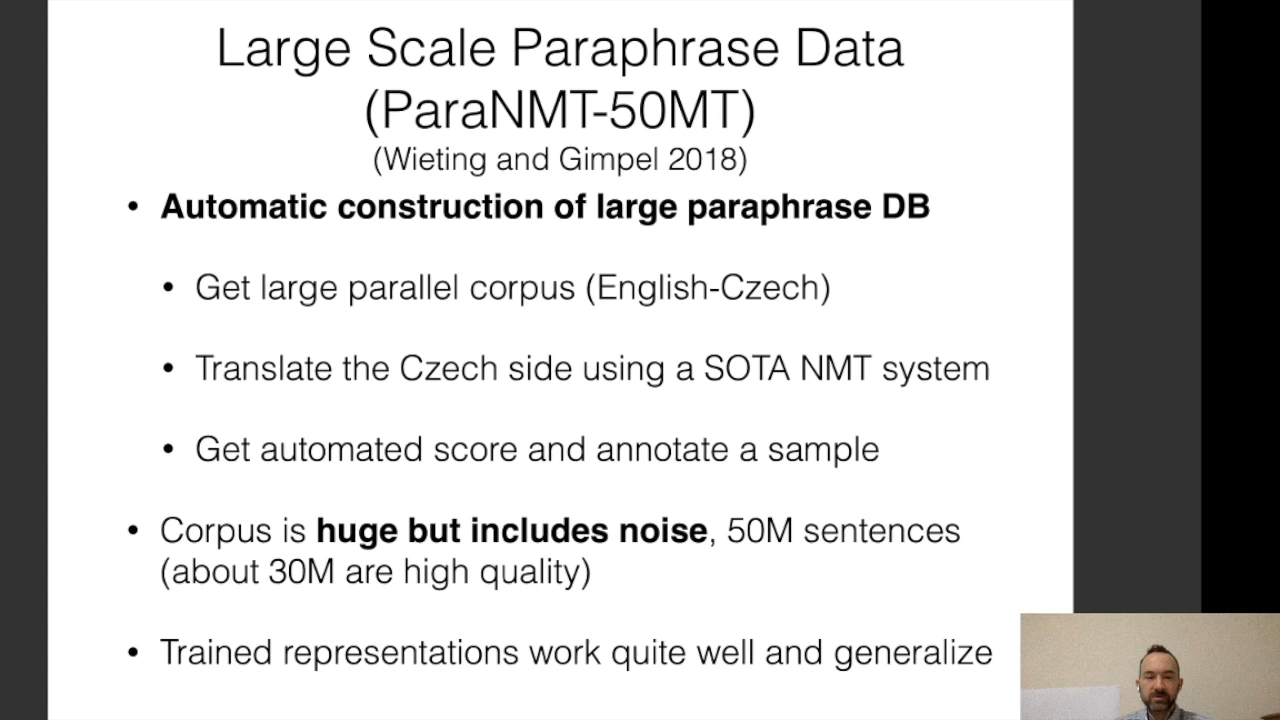 Large Scale Paraphrase Data
(ParaNMT-50MT)
(Wieting and Gimpel 2018)
• Automatic construction of large paraphrase DB
• Get large parallel corpus (English-Czech)
• Translate the Czech side using a SOTA NMT system
• Get automated score and annotate a sample
• Corpus is huge but includes noise, 50M sentences
(about 30M are high quality)
• Trained representations work quite well and generalize